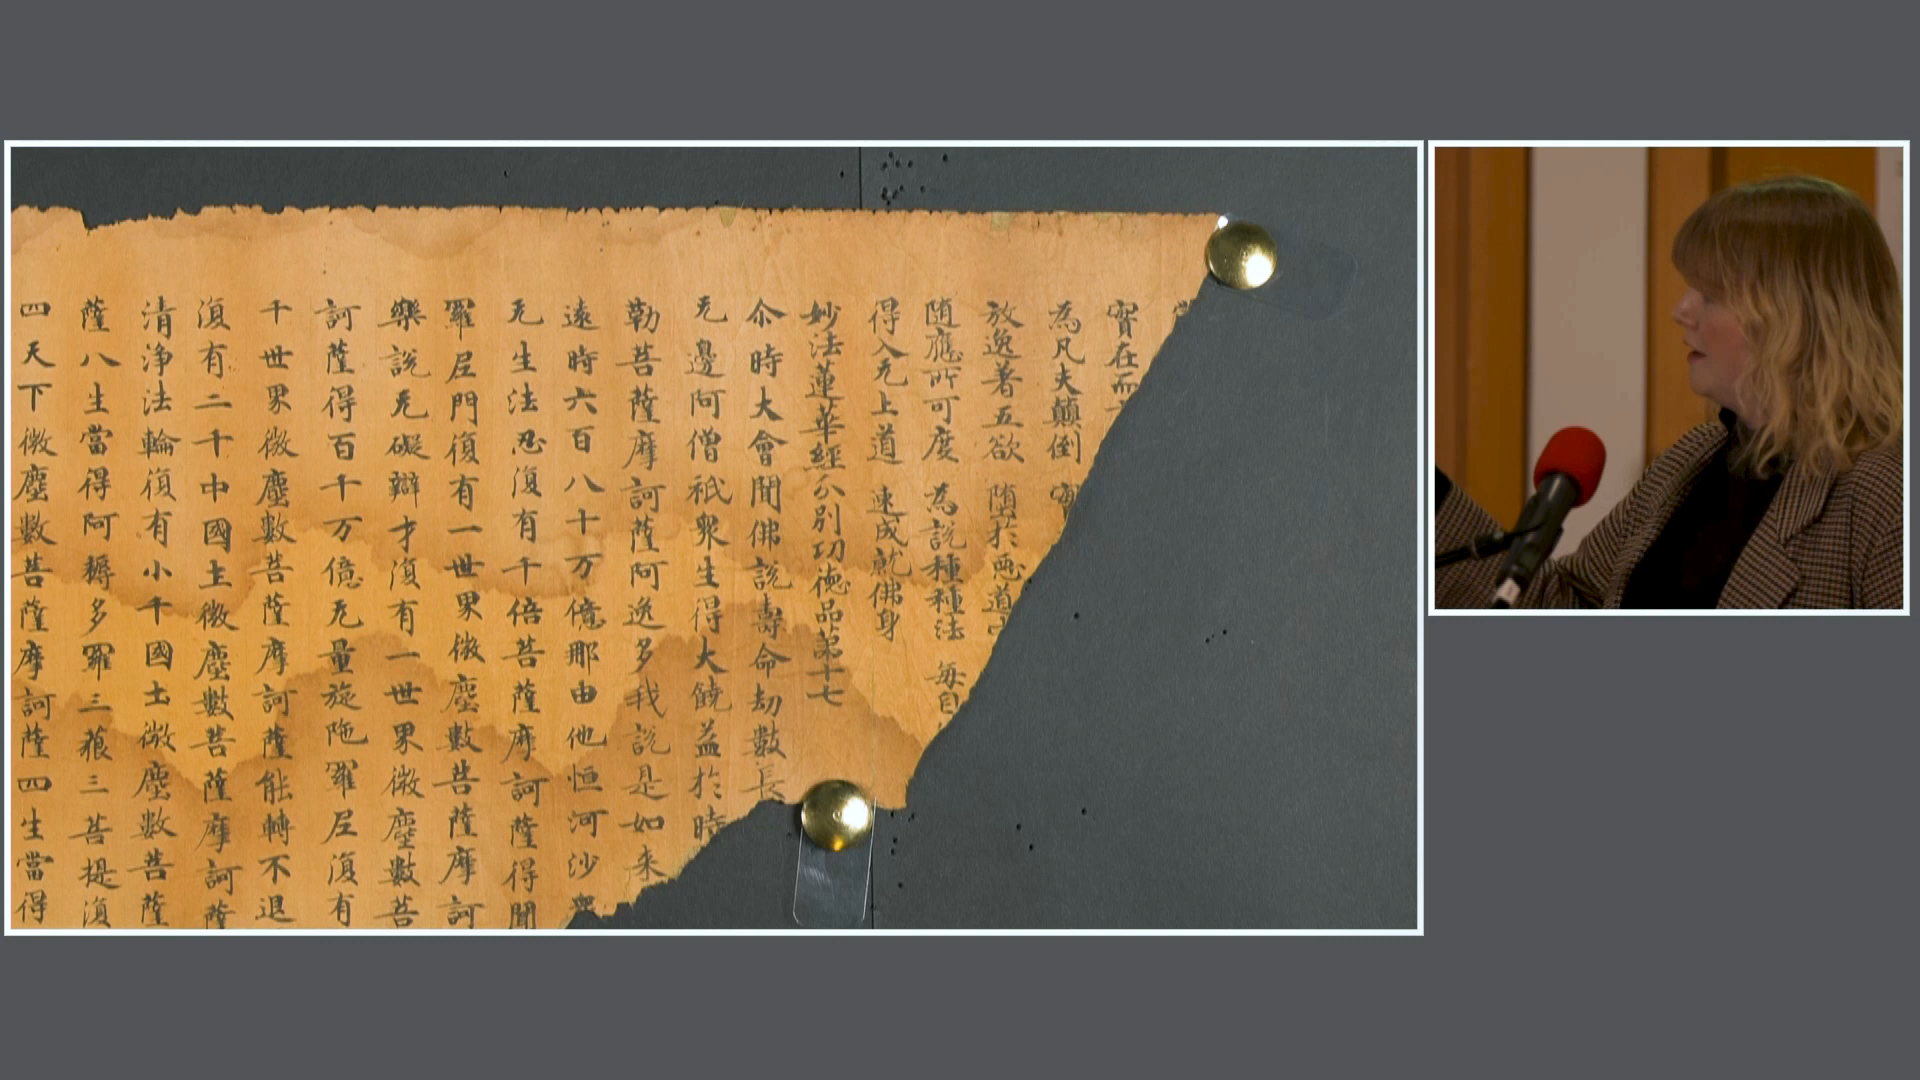 實在而
為凡夫顛倒 實
放逸著五欲 墮於惡道
随應所可度 為說種種法 每自
得入无上道 速成就佛身
妙法蓮華經分別功德品第十七
尒時大會聞佛說壽命劫數長
无邊阿僧祇衆生得大饒益於時
勒菩薩摩訶薩阿逸多我說是如来
遠時六百八十万億那由他恒河沙衆
无生法忍復有千倍菩薩摩訶薩得聞
羅尼門復有一世界微塵數菩薩摩訶
樂說无礙辯才復有一世界微塵數菩
訶薩得百千万億无量旋陁羅尼復有
千世界微塵數菩薩摩訶薩能轉不退
復有二千中國土微塵數菩薩摩訶薩
清淨法輪復有小千國土微塵數菩薩
薩八生當得阿耨多羅三藐三菩提復
四天下微塵數菩薩摩訶薩四生當得